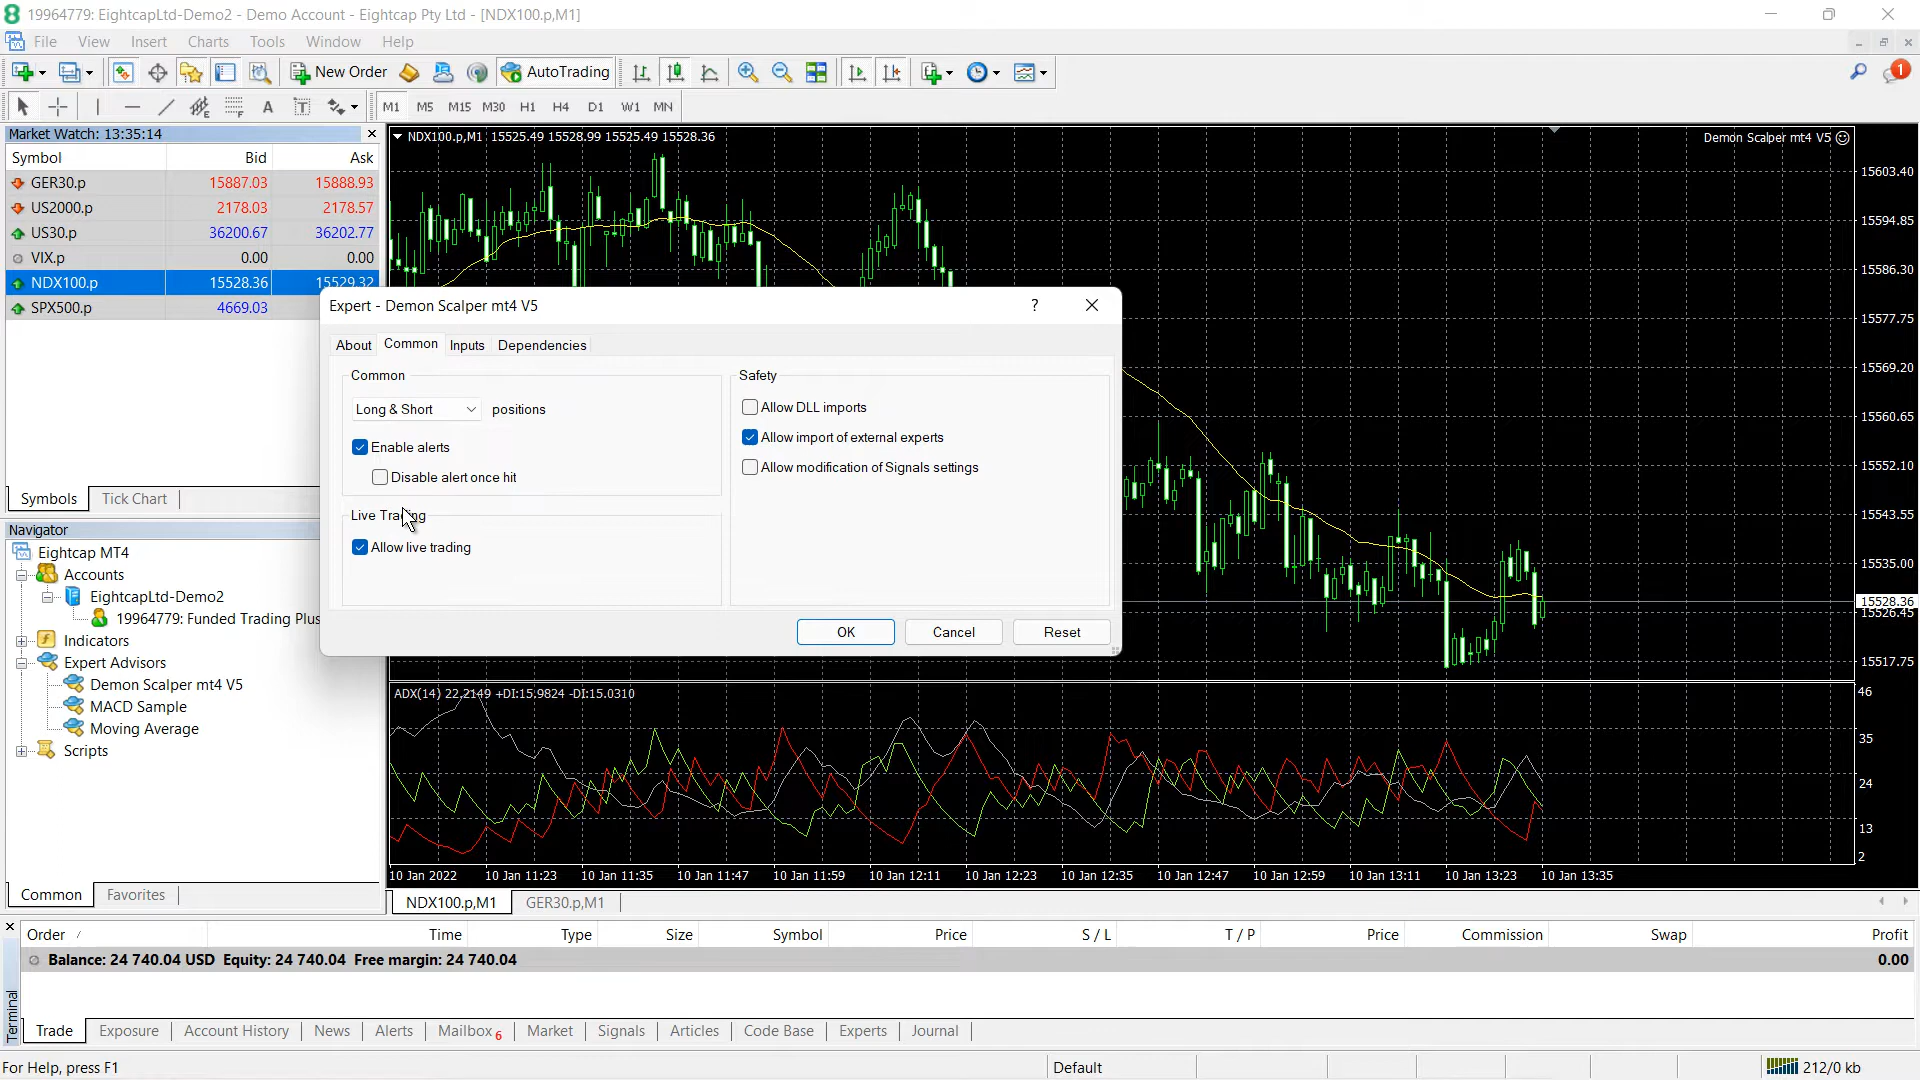 19964779: EightcapLtd-Demo2 - Demo Account - Eightcap Pty Ltd - [NDX100.p,M1]
File View Insert Charts Tools Window Help
New Order AutoTrading 1
A T E F M1 M5 M15 M30 H1 H4 D1 W1 MN
Market Watch: 13:35:14
Symbol Bid Ask
GER30.p 15887.03 15888.93
US2000.p 2178.03 2178.57
US30.p 36200.67 36202.77
VIX.p 0.00 0.00
NDX100.p 15528.36 15529.32
SPX500.p 4669.03
Symbols Tick Chart
Navigator
Eightcap MT4
Accounts
EightcapLtd-Demo2
19964779: Funded Trading Plus
Indicators
Expert Advisors
Demon Scalper mt4 V5
MACD Sample
Moving Average
Scripts
Common Favorites
NDX100.p,M1 15525.49 15528.99 15525.49 15528.36
Demon Scalper mt4 V5
15603.40
15594.85
15586.30
15577.75
15569.20
15560.65
15552.10
15543.55
15535.00
15528.36
15526.45
15517.75
Expert - Demon Scalper mt4 V5 ?
About Common Inputs Dependencies
Common
Long & Short positions
Enable alerts
Disable alert once hit
Live Trading
Allow live trading
Safety
Allow DLL imports
Allow import of external experts
Allow modification of Signals settings
OK Cancel Reset
ADX(14) 22.2149 +DI:15.9824 -DI:15.0310
46
35
24
13
2
10 Jan 2022 10 Jan 11:23 10 Jan 11:35 10 Jan 11:47 10 Jan 11:59 10 Jan 12:11 10 Jan 12:23 10 Jan 12:35 10 Jan 12:47 10 Jan 12:59 10 Jan 13:11 10 Jan 13:23 10 Jan 13:35
NDX100.p,M1 GER30.p,M1
Order / Time Type Size Symbol Price S / L T / P Price Commission Swap Profit
Balance: 24 740.04 USD Equity: 24 740.04 Free margin: 24 740.04 0.00
Terminal
Trade Exposure Account History News Alerts Mailbox 6 Market Signals Articles Code Base Experts Journal
For Help, press F1 Default 212/0 kb